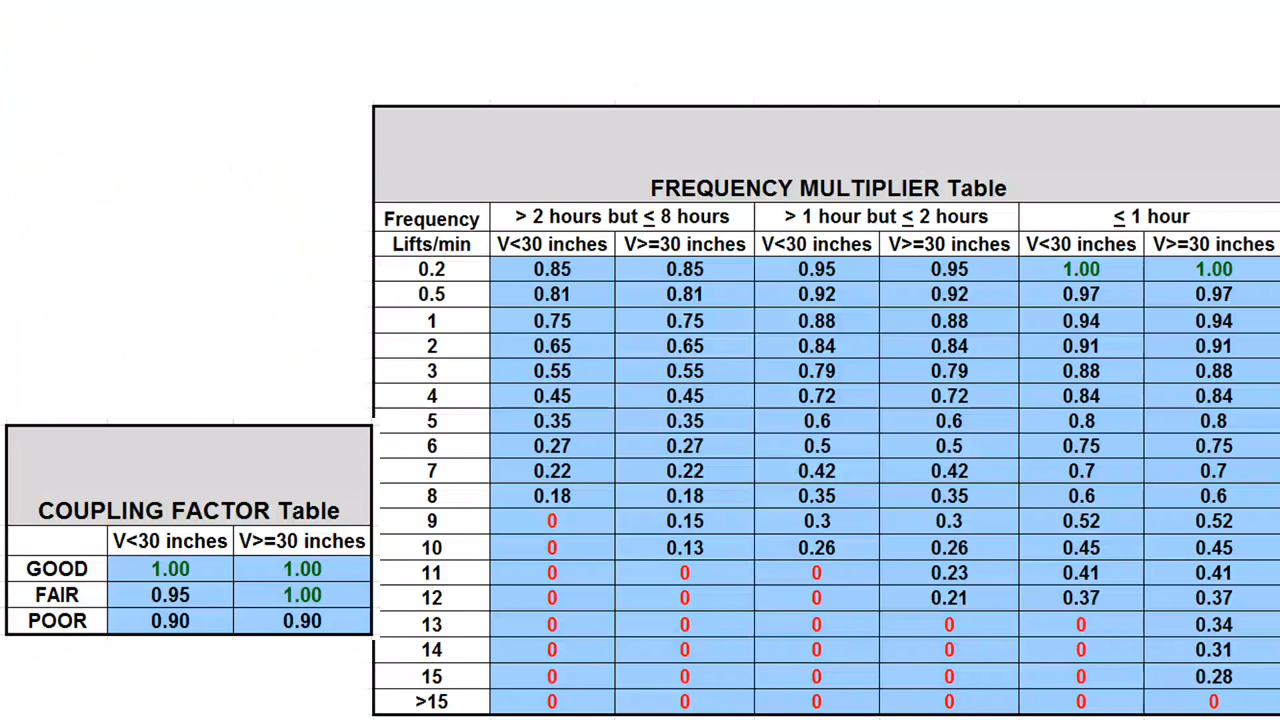 FREQUENCY MULTIPLIER Table
Frequency > 2 hours but ≤ 8 hours > 1 hour but ≤ 2 hours ≤ 1 hour
Lifts/min V<30 inches V>=30 inches V<30 inches V>=30 inches V<30 inches V>=30 inches
0.2 0.85 0.85 0.95 0.95 1.00 1.00
0.5 0.81 0.81 0.92 0.92 0.97 0.97
1 0.75 0.75 0.88 0.88 0.94 0.94
2 0.65 0.65 0.84 0.84 0.91 0.91
3 0.55 0.55 0.79 0.79 0.88 0.88
4 0.45 0.45 0.72 0.72 0.84 0.84
5 0.35 0.35 0.6 0.6 0.8 0.8
6 0.27 0.27 0.5 0.5 0.75 0.75
7 0.22 0.22 0.42 0.42 0.7 0.7
8 0.18 0.18 0.35 0.35 0.6 0.6
9 0 0.15 0.3 0.3 0.52 0.52
10 0 0.13 0.26 0.26 0.45 0.45
11 0 0 0 0.23 0.41 0.41
12 0 0 0 0.21 0.37 0.37
13 0 0 0 0 0 0.34
14 0 0 0 0 0 0.31
15 0 0 0 0 0 0.28
>15 0 0 0 0 0 0
COUPLING FACTOR Table
V<30 inches V>=30 inches
GOOD 1.00 1.00
FAIR 0.95 1.00
POOR 0.90 0.90